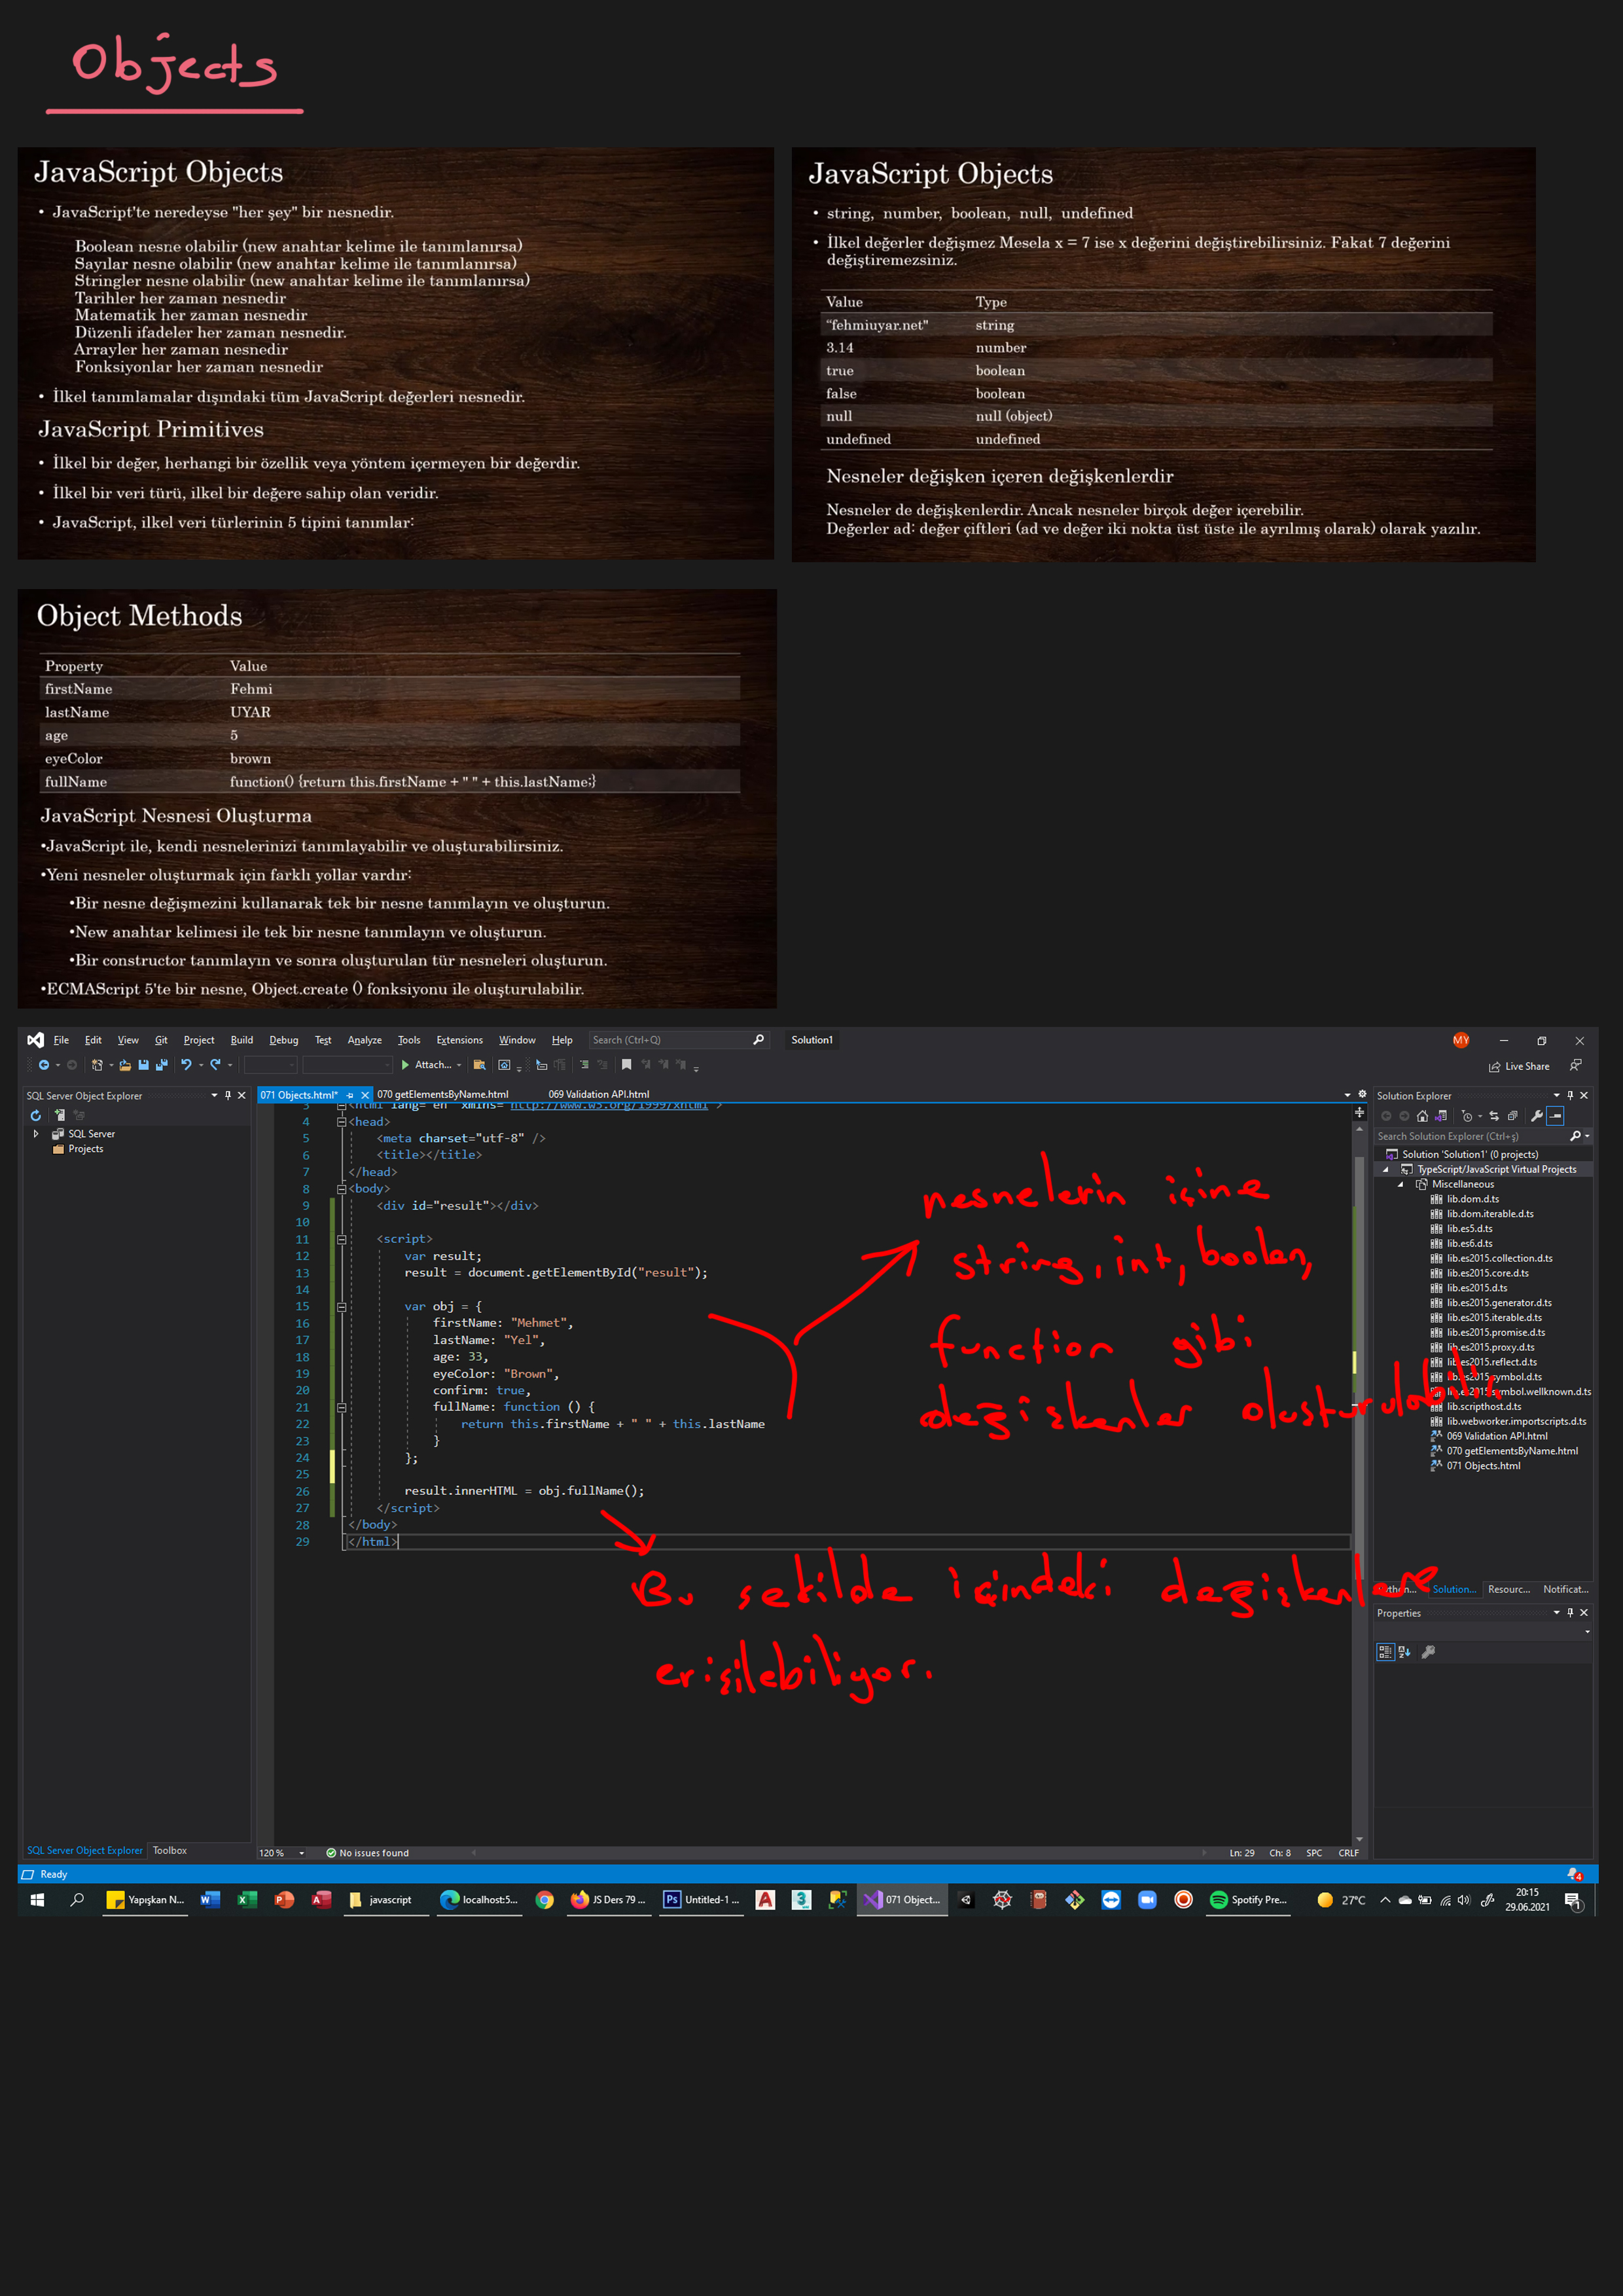 Objects
JavaScript Objects
• JavaScript'te neredeyse "her şey" bir nesnedir.
Boolean nesne olabilir (new anahtar kelime ile tanımlanırsa)
Sayılar nesne olabilir (new anahtar kelime ile tanımlanırsa)
Stringler nesne olabilir (new anahtar kelime ile tanımlanırsa)
Tarihler her zaman nesnedir
Matematik her zaman nesnedir
Düzenli ifadeler her zaman nesnedir.
Arrayler her zaman nesnedir
Fonksiyonlar her zaman nesnedir
• İlkel tanımlamalar dışındaki tüm JavaScript değerleri nesnedir.
JavaScript Primitives
• İlkel bir değer, herhangi bir özellik veya yöntem içermeyen bir değerdir.
• İlkel bir veri türü, ilkel bir değere sahip olan veridir.
• JavaScript, ilkel veri türlerinin 5 tipini tanımlar:
JavaScript Objects
• string, number, boolean, null, undefined
• İlkel değerler değişmez Mesela x = 7 ise x değerini değiştirebilirsiniz. Fakat 7 değerini
değiştiremezsiniz.
Value Type
"fehmiuyar.net" string
3.14 number
true boolean
false boolean
null null (object)
undefined undefined
Nesneler değişken içeren değişkenlerdir
Nesneler de değişkenlerdir. Ancak nesneler birçok değer içerebilir.
Değerler ad: değer çiftleri (ad ve değer iki nokta üst üste ile ayrılmış olarak) olarak yazılır.
Object Methods
Property Value
firstName Fehmi
lastName UYAR
age 5
eyeColor brown
fullName function() {return this.firstName + " " + this.lastName;}
JavaScript Nesnesi Oluşturma
•JavaScript ile, kendi nesnelerinizi tanımlayabilir ve oluşturabilirsiniz.
•Yeni nesneler oluşturmak için farklı yollar vardır:
•Bir nesne değişmezini kullanarak tek bir nesne tanımlayın ve oluşturun.
•New anahtar kelimesi ile tek bir nesne tanımlayın ve oluşturun.
•Bir constructor tanımlayın ve sonra oluşturulan tür nesneleri oluşturun.
•ECMAScript 5'te bir nesne, Object.create () fonksiyonu ile oluşturulabilir.
File Edit View Git Project Build Debug Test Analyze Tools Extensions Window Help Search (Ctrl+Q) Solution1 MY
Attach... Live Share
SQL Server Object Explorer
SQL Server
Projects
071 Objects.html* 070 getElementsByName.html 069 Validation API.html
3 <html lang="en" xmlns="http://www.w3.org/1999/xhtml">
4 <head>
5 <meta charset="utf-8" />
6 <title></title>
7 </head>
8 <body>
9 <div id="result"></div>
10
11 <script>
12 var result;
13 result = document.getElementById("result");
14
15 var obj = {
16 firstName: "Mehmet",
17 lastName: "Yel",
18 age: 33,
19 eyeColor: "Brown",
20 confirm: true,
21 fullName: function () {
22 return this.firstName + " " + this.lastName
23 }
24 };
25
26 result.innerHTML = obj.fullName();
27 </script>
28 </body>
29 </html>
nesnelerin içine
string, int, boolen,
function gibi
değişkenler oluşturulabilir
Bu şekilde içindeki değişkenlere
erişilebiliyor.
Solution Explorer
Search Solution Explorer (Ctrl+ş)
Solution 'Solution1' (0 projects)
TypeScript/JavaScript Virtual Projects
Miscellaneous
lib.dom.d.ts
lib.dom.iterable.d.ts
lib.es5.d.ts
lib.es6.d.ts
lib.es2015.collection.d.ts
lib.es2015.core.d.ts
lib.es2015.d.ts
lib.es2015.generator.d.ts
lib.es2015.iterable.d.ts
lib.es2015.promise.d.ts
lib.es2015.proxy.d.ts
lib.es2015.reflect.d.ts
lib.es2015.symbol.d.ts
lib.es2015.symbol.wellknown.d.ts
lib.scripthost.d.ts
lib.webworker.importscripts.d.ts
069 Validation API.html
070 getElementsByName.html
071 Objects.html
Solution... Resourc... Notificat...
Properties
SQL Server Object Explorer Toolbox
120 % No issues found Ln: 29 Ch: 8 SPC CRLF
Ready 4
Yapışkan N... javascript localhost:5... JS Ders 79 ... Untitled-1 ... 071 Object... Spotify Pre... 27°C 20:15
29.06.2021